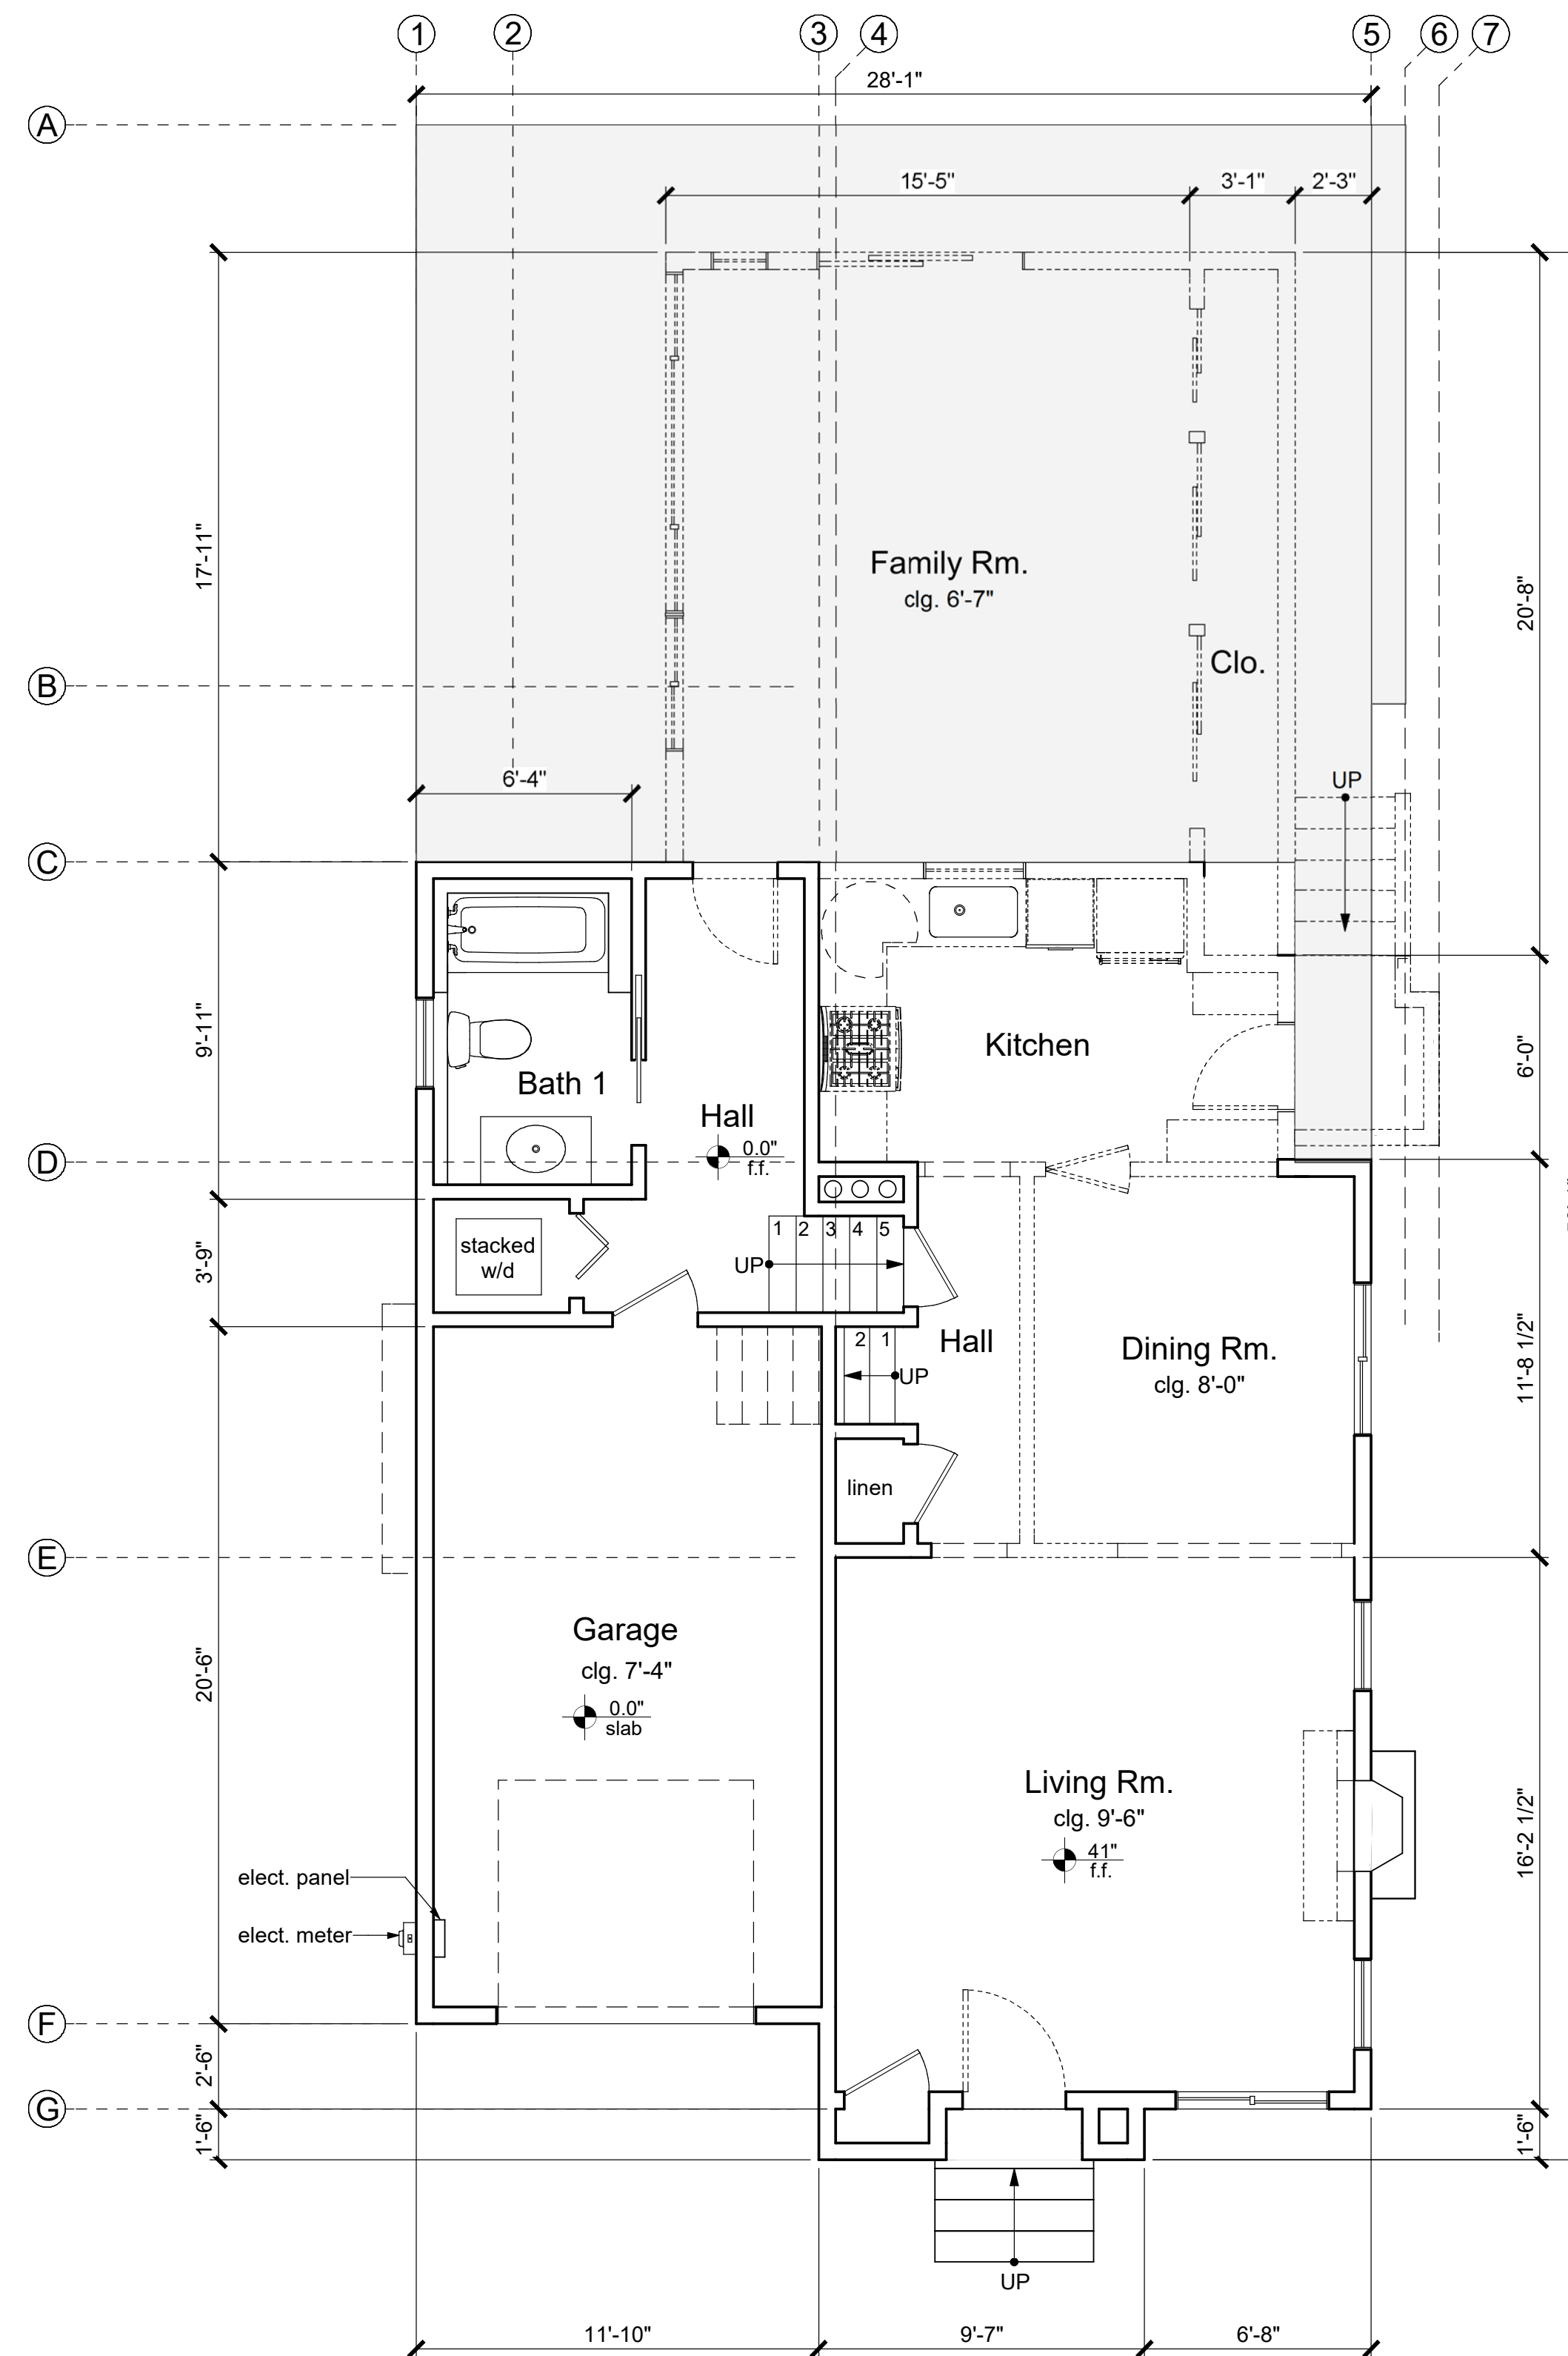 1 2 3 4 5 6 7
28'-1"
A
15'-5" 3'-1" 2'-3"
17'-11"
20'-8"
Family Rm.
clg. 6'-7"
Clo.
B
6'-4"
UP
C
9'-11"
6'-0"
Kitchen
Bath 1
Hall
0.0"
f.f.
D
3'-9"
stacked
w/d
1 2 3 4 5
UP
2 1
UP
Hall
Dining Rm.
clg. 8'-0"
11'-8 1/2"
linen
E
Garage
clg. 7'-4"
0.0"
slab
20'-6"
Living Rm.
clg. 9'-6"
41"
f.f.
16'-2 1/2"
elect. panel
elect. meter
F
2'-6"
G
1'-6"
1'-6"
UP
11'-10" 9'-7" 6'-8"